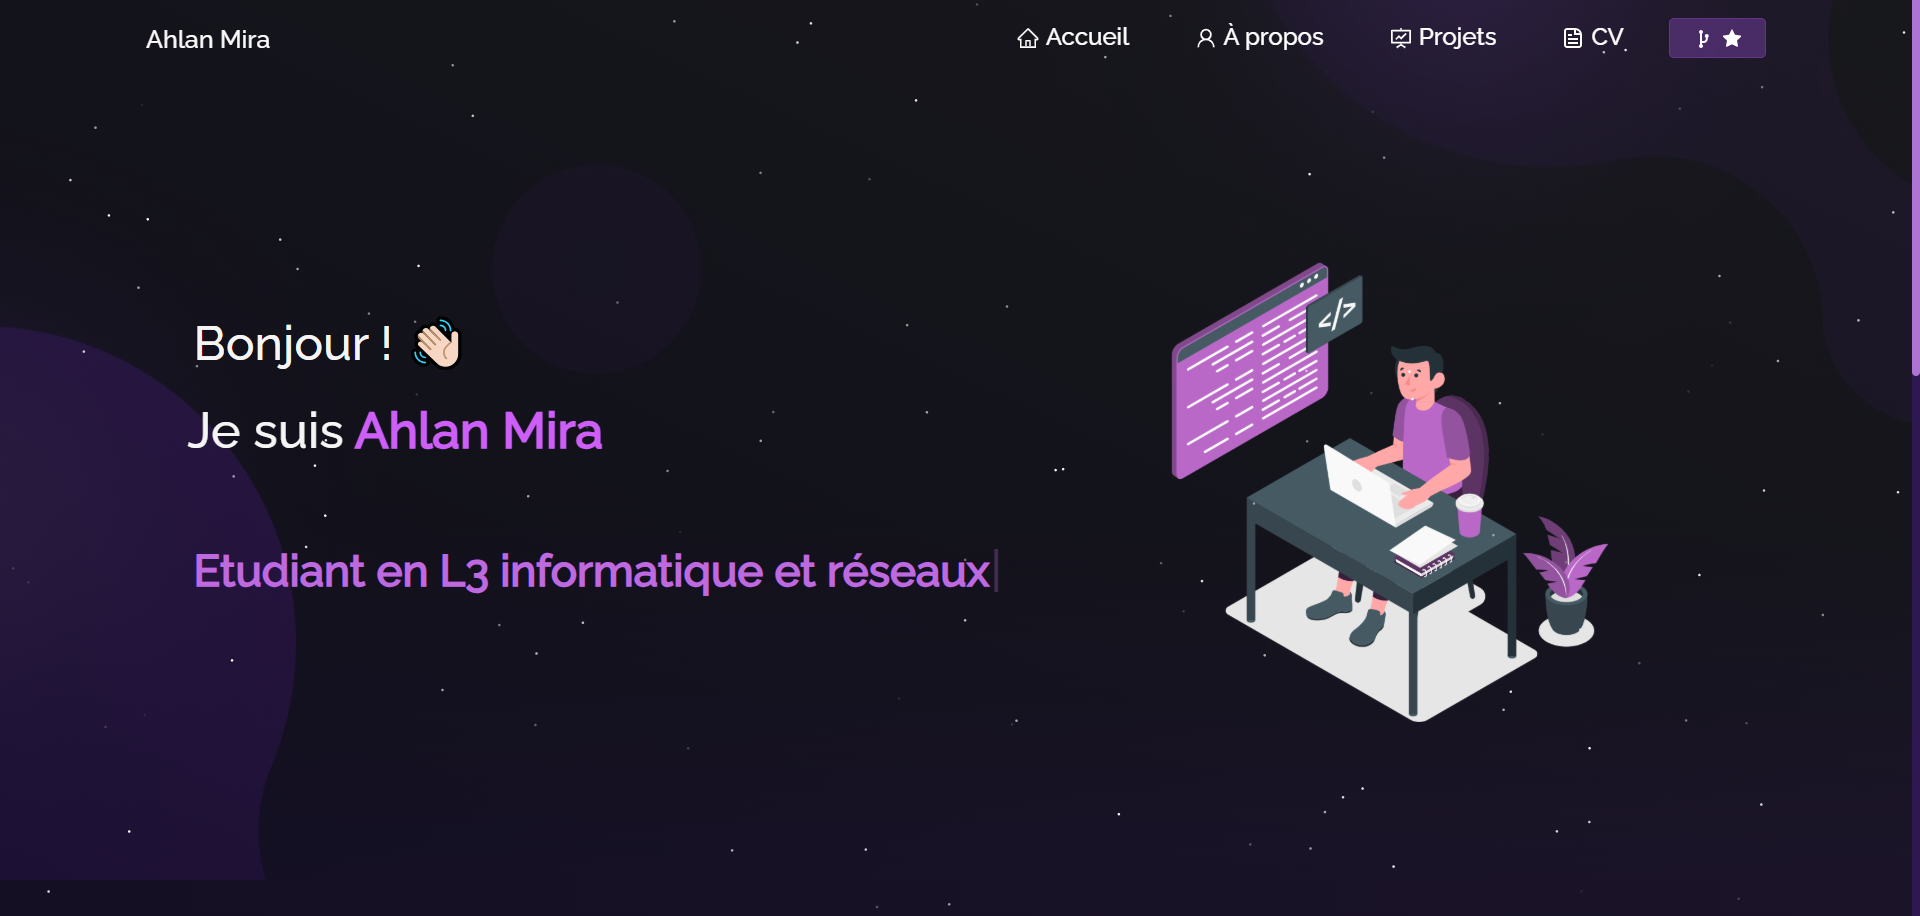 Ahlan Mira
Accueil
À propos
Projets
CV
Bonjour !
Je suis Ahlan Mira
Etudiant en L3 informatique et réseaux
</>